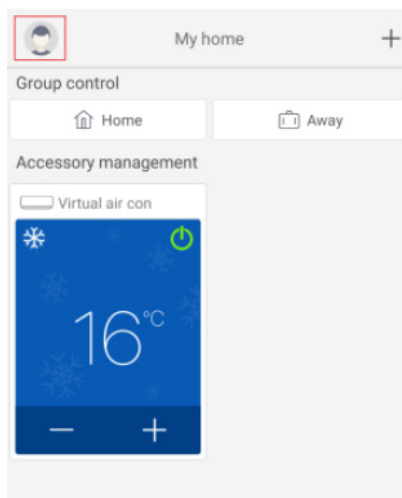 My home
Group control
Home
Away
Accessory management
Virtual air con
16°C